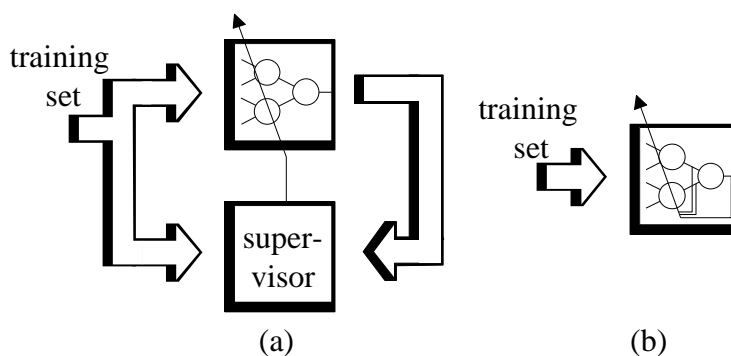 training
set
super-
visor
(a)
training
set
(b)